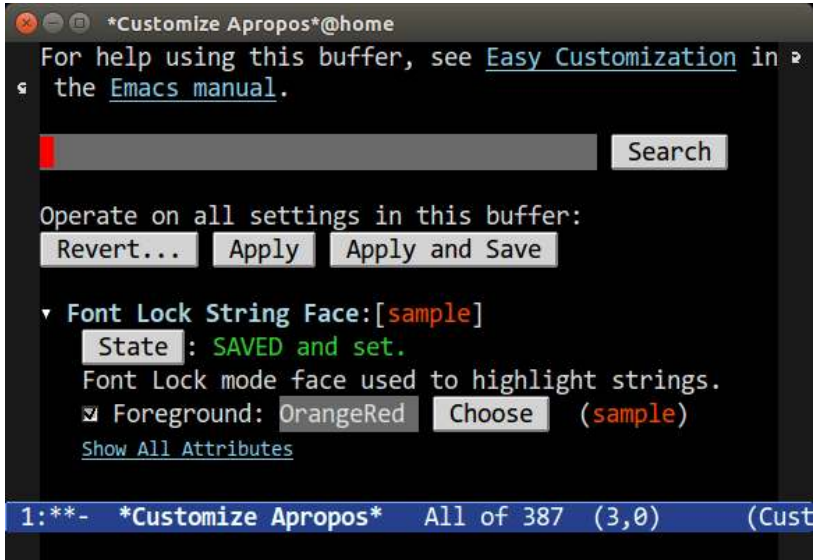 *Customize Apropos*@home
For help using this buffer, see Easy Customization in
the Emacs manual.
Search
Operate on all settings in this buffer:
Revert... Apply Apply and Save
Font Lock String Face:[sample]
State : SAVED and set.
Font Lock mode face used to highlight strings.
Foreground: OrangeRed Choose (sample)
Show All Attributes
1:**- *Customize Apropos* All of 387 (3,0) (Cust